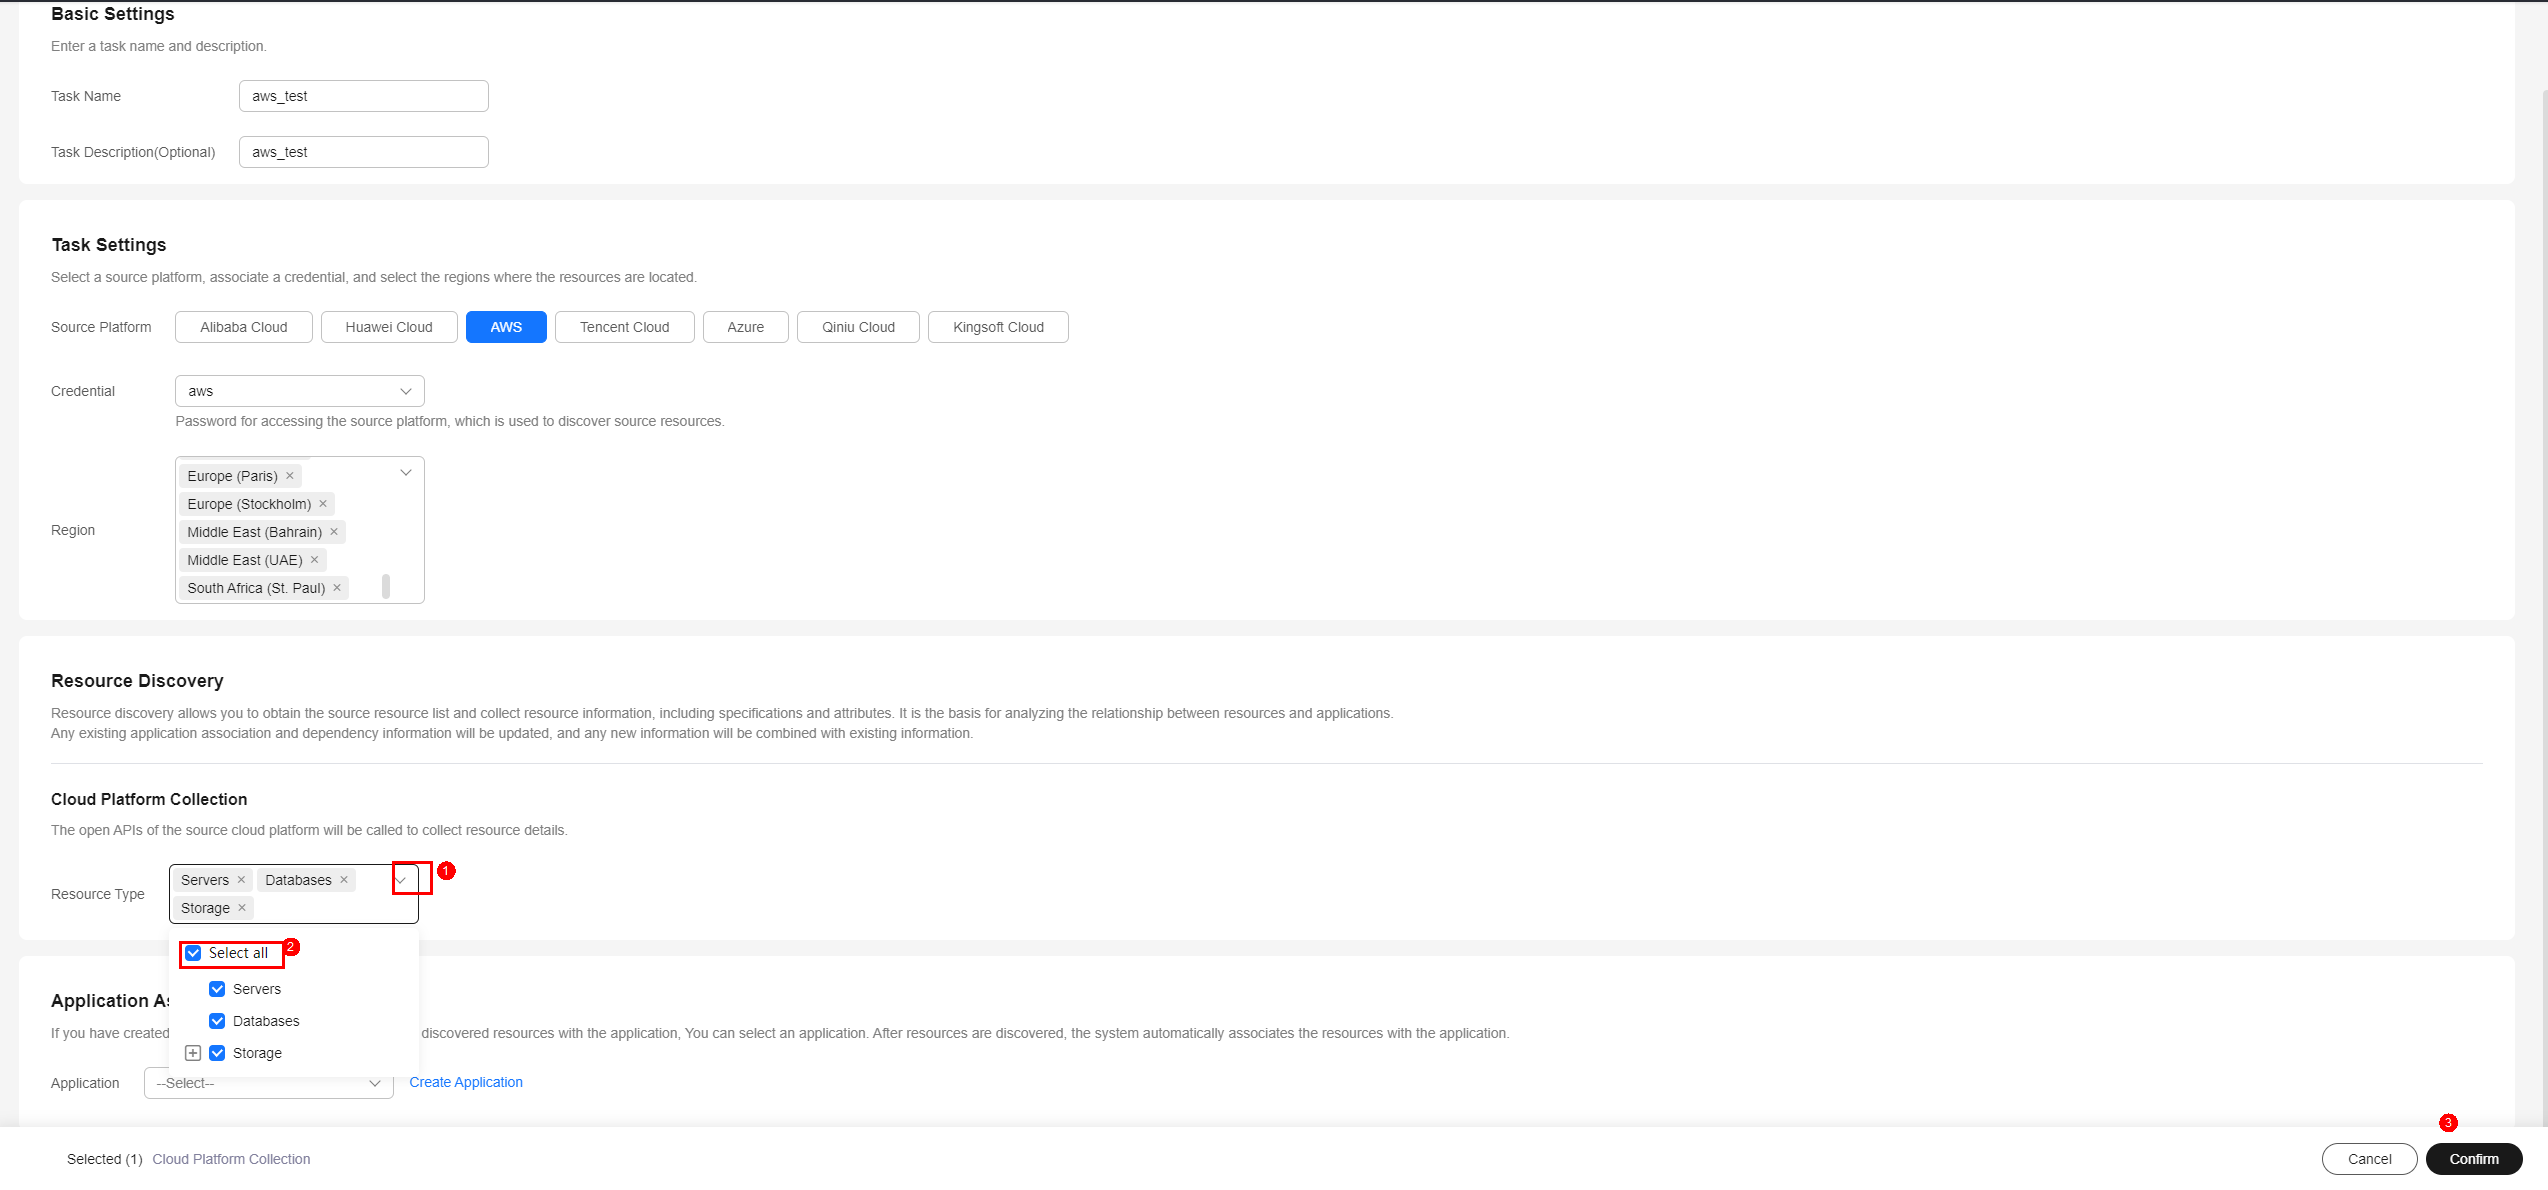 Basic Settings
Enter a task name and description.
Task Name aws_test
Task Description(Optional) aws_test
Task Settings
Select a source platform, associate a credential, and select the regions where the resources are located.
Source Platform Alibaba Cloud Huawei Cloud AWS Tencent Cloud Azure Qiniu Cloud Kingsoft Cloud
Credential aws
Password for accessing the source platform, which is used to discover source resources.
Europe (Paris) ×
Europe (Stockholm) ×
Region Middle East (Bahrain) ×
Middle East (UAE) ×
South Africa (St. Paul) ×
Resource Discovery
Resource discovery allows you to obtain the source resource list and collect resource information, including specifications and attributes. It is the basis for analyzing the relationship between resources and applications.
Any existing application association and dependency information will be updated, and any new information will be combined with existing information.
Cloud Platform Collection
The open APIs of the source cloud platform will be called to collect resource details.
Servers × Databases × 1
Resource Type
Storage ×
Select all 2
Servers
Application As
Databases
If you have created discovered resources with the application, You can select an application. After resources are discovered, the system automatically associates the resources with the application.
Storage
Application --Select-- Create Application
3
Selected (1) Cloud Platform Collection Cancel Confirm